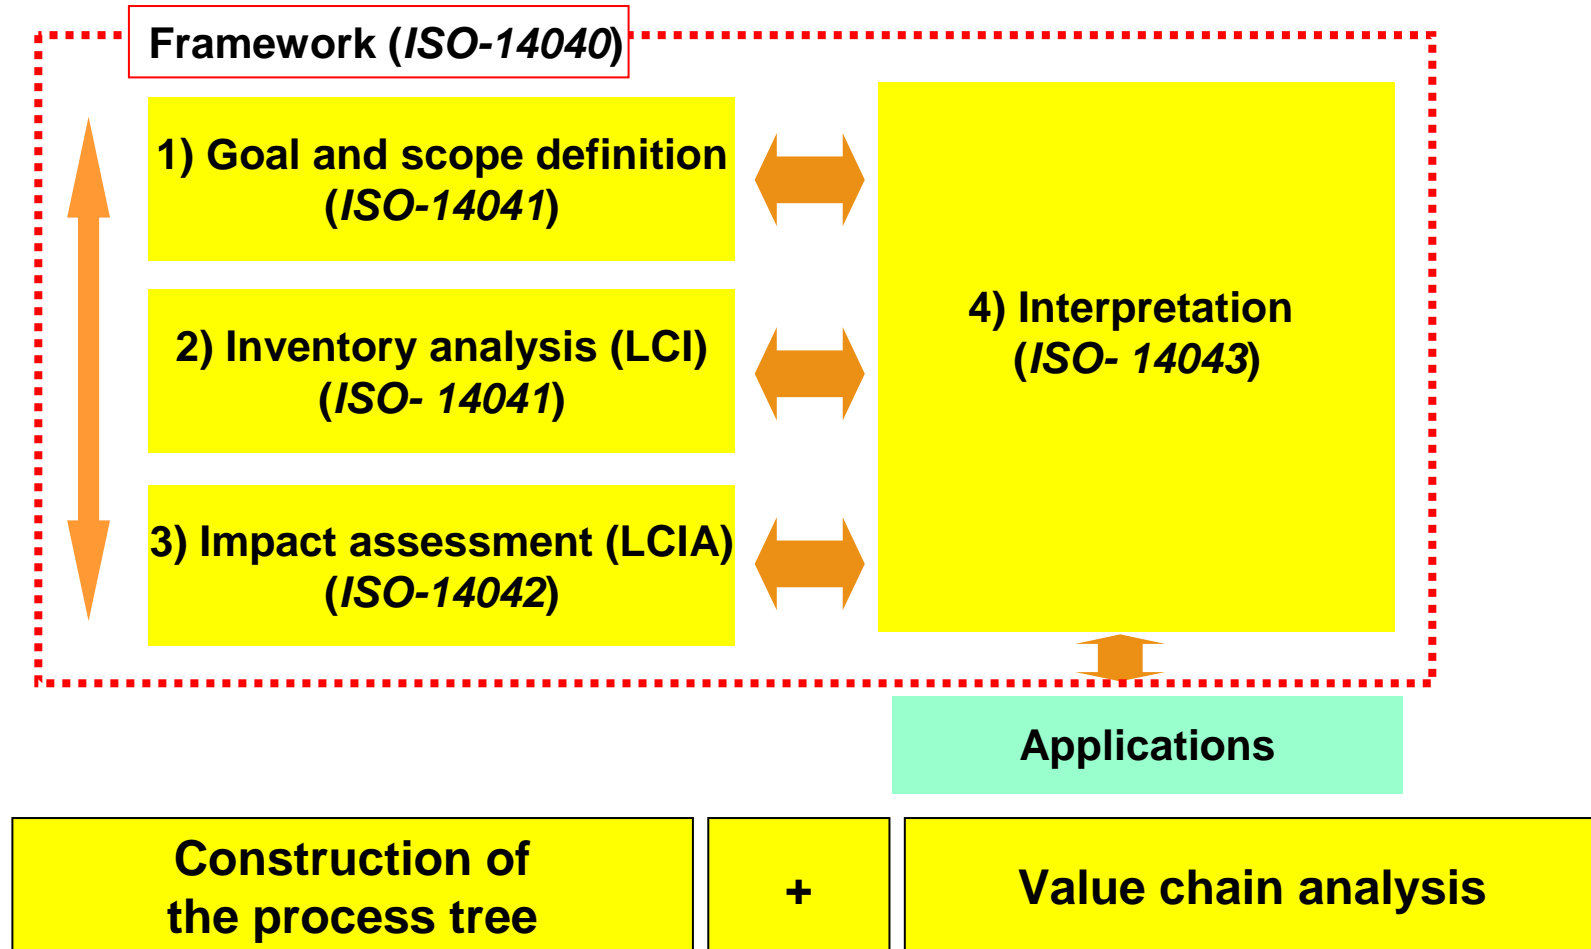 Framework (ISO-14040)
1) Goal and scope definition
(ISO-14041)
2) Inventory analysis (LCI)
(ISO- 14041)
3) Impact assessment (LCIA)
(ISO-14042)
4) Interpretation
(ISO- 14043)
Applications
Construction of
the process tree
+
Value chain analysis